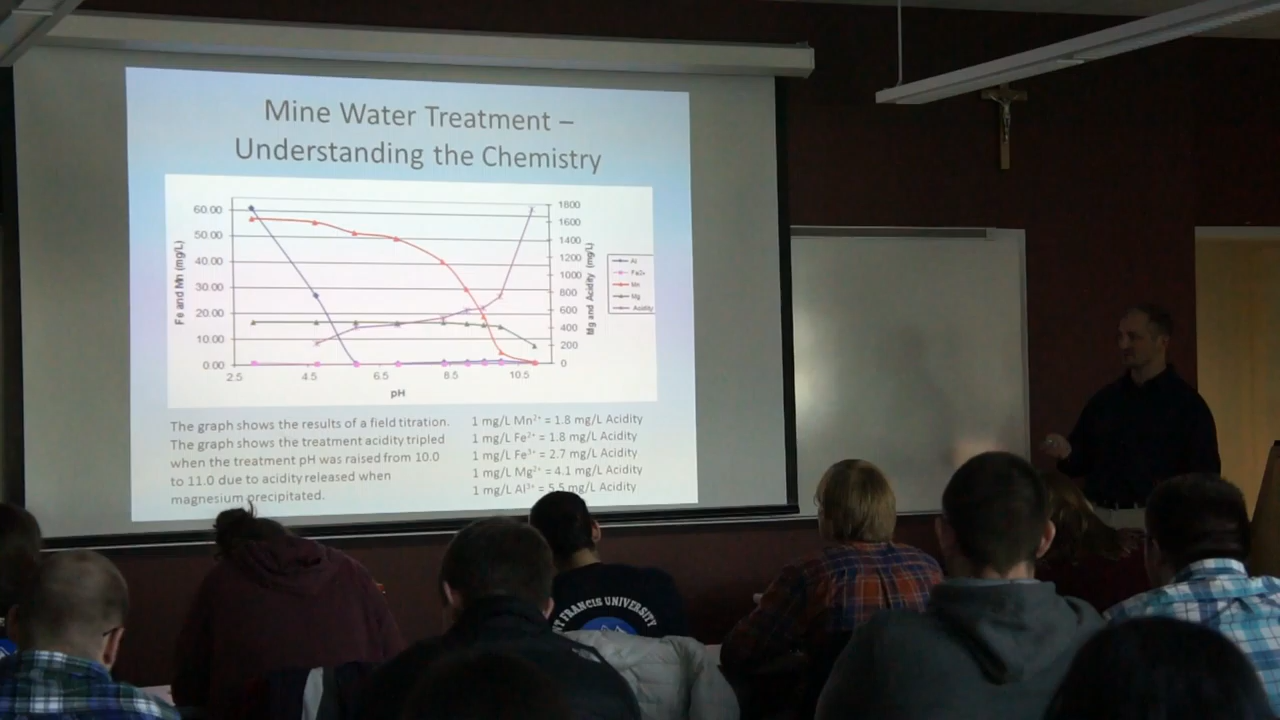 Mine Water Treatment –
Understanding the Chemistry
Fe and Mn (mg/L)
60.00
50.00
40.00
30.00
20.00
10.00
0.00
2.5 4.5 6.5 8.5 10.5
pH
1800
1600
1400
1200
1000
800
600
400
200
0
Mg and Acidity (mg/L)
Al
Fe2+
Mn
Mg
Acidity
The graph shows the results of a field titration.
The graph shows the treatment acidity tripled
when the treatment pH was raised from 10.0
to 11.0 due to acidity released when
magnesium precipitated.
1 mg/L Mn²⁺ = 1.8 mg/L Acidity
1 mg/L Fe²⁺ = 1.8 mg/L Acidity
1 mg/L Fe³⁺ = 2.7 mg/L Acidity
1 mg/L Mg²⁺ = 4.1 mg/L Acidity
1 mg/L Al³⁺ = 5.5 mg/L Acidity
FRANCIS UNIVERSITY